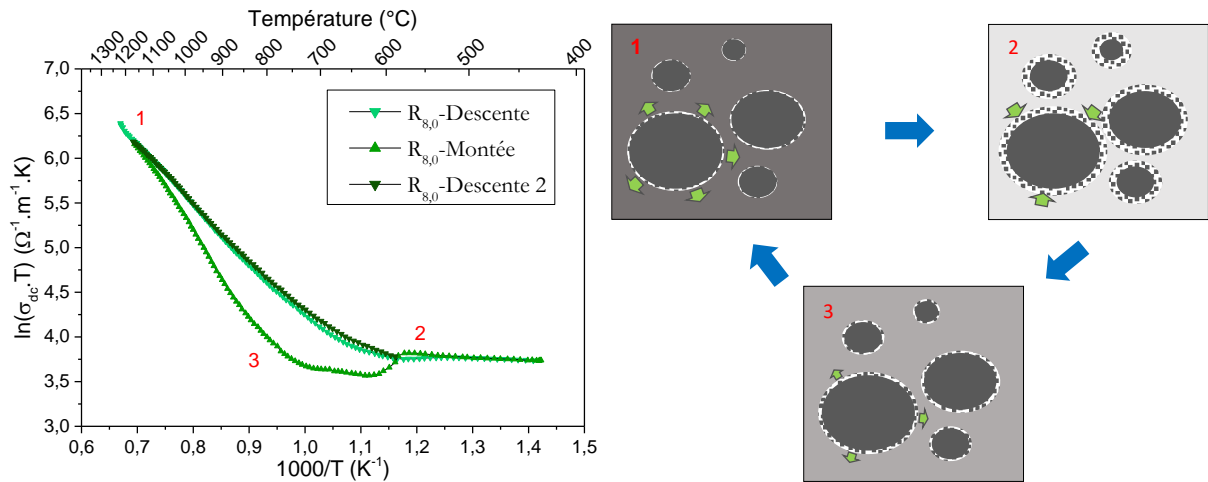 Température (°C)
1300 1200 1100 1000 900 800 700 600 500 400
7,0
6,5
6,0
5,5
5,0
4,5
4,0
3,5
3,0
ln(σdc.T) (Ω-1.m-1.K)
1
2
3
R8,0-Descente
R8,0-Montée
R8,0-Descente 2
0,6 0,7 0,8 0,9 1,0 1,1 1,2 1,3 1,4 1,5
1000/T (K-1)
1
2
3